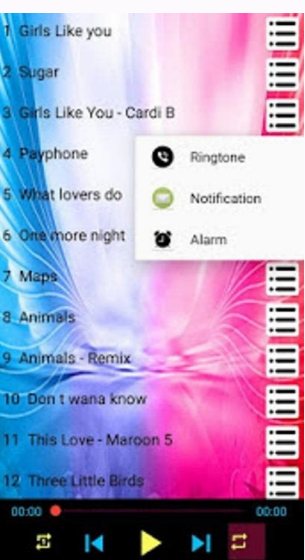 1 Girls Like you
2 Sugar
3 Girls Like You - Cardi B
4 Payphone
Ringtone
5 What lovers do
Notification
6 One more night
Alarm
7 Maps
8 Animals
9 Animals - Remix
10 Don t wana know
11 This Love - Maroon 5
12 Three Little Birds
00:00 00:00